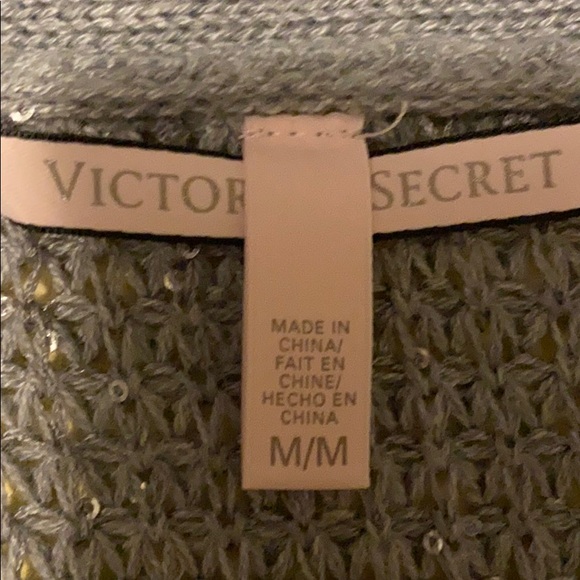 VICTOR SECRET
MADE IN
CHINA/
FAIT EN
CHINE/
HECHO EN
CHINA
M/M